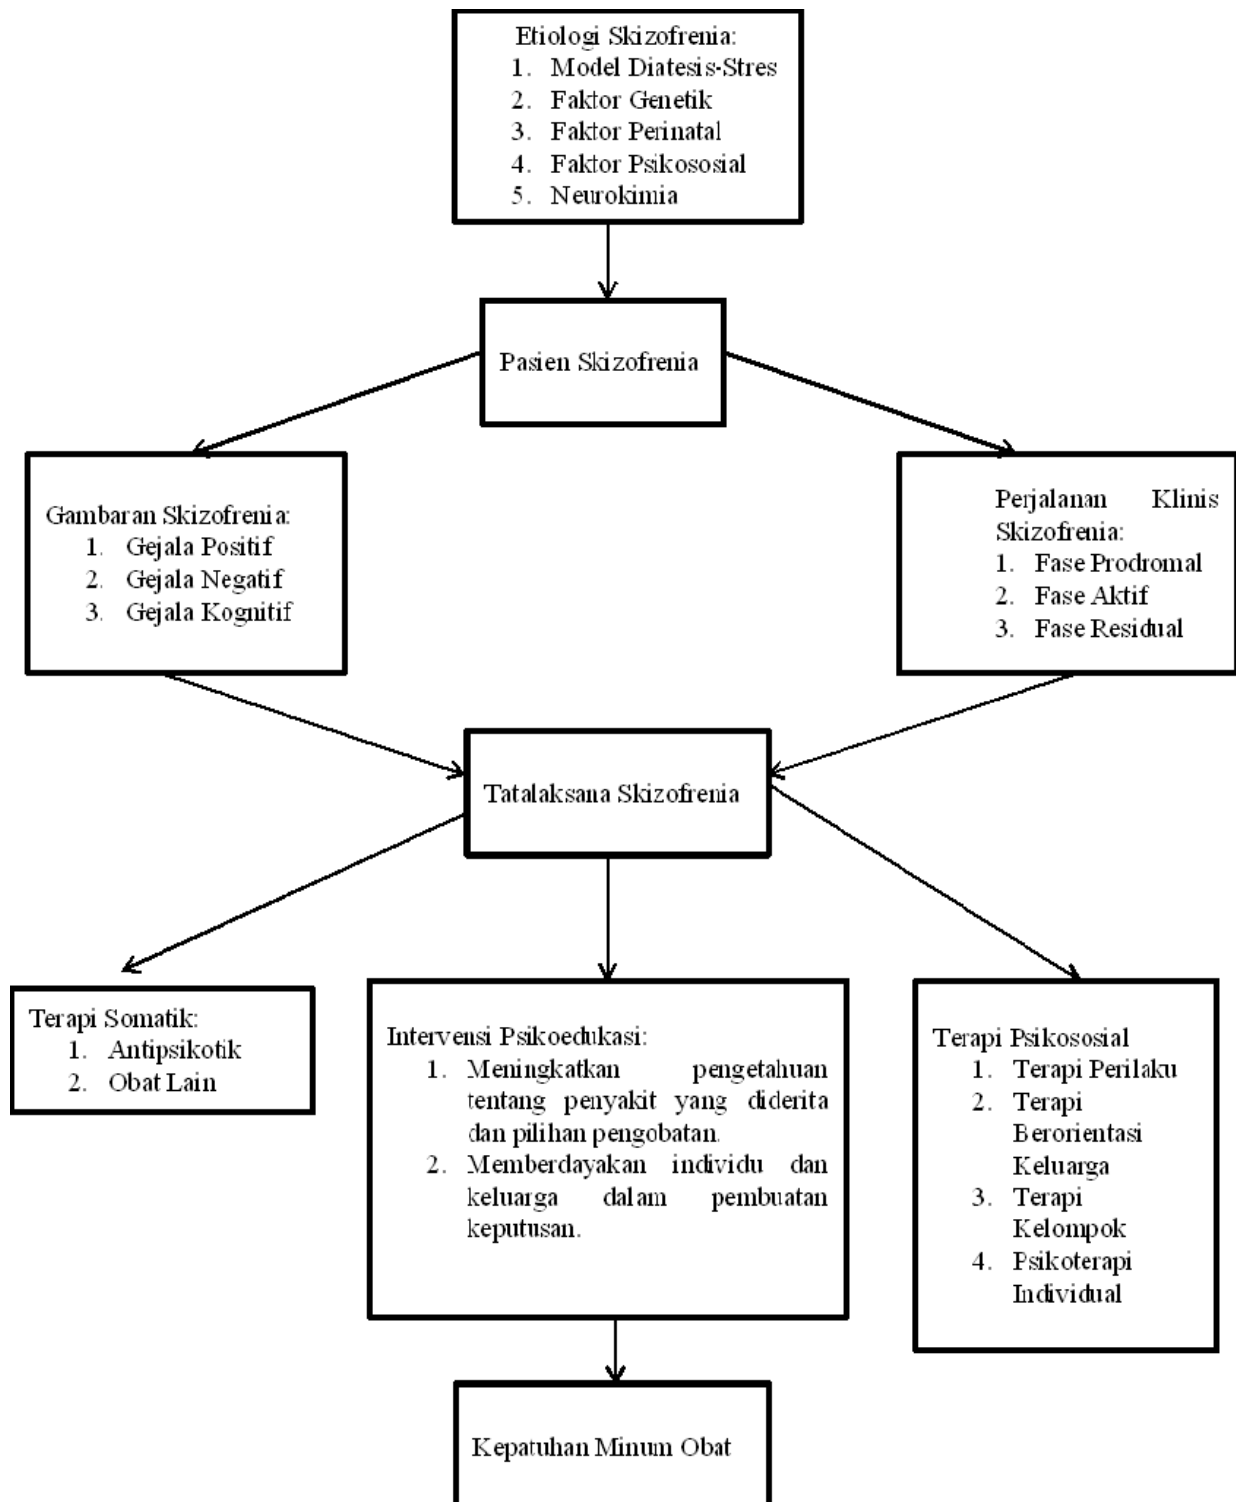 Etiologi Skizofrenia:
1. Model Diatesis-Stres
2. Faktor Genetik
3. Faktor Perinatal
4. Faktor Psikososial
5. Neurokimia
Pasien Skizofrenia
Gambaran Skizofrenia:
1. Gejala Positif
2. Gejala Negatif
3. Gejala Kognitif
Perjalanan Klinis
Skizofrenia:
1. Fase Prodromal
2. Fase Aktif
3. Fase Residual
Tatalaksana Skizofrenia
Terapi Somatik:
1. Antipsikotik
2. Obat Lain
Intervensi Psikoedukasi:
1. Meningkatkan pengetahuan
tentang penyakit yang diderita
dan pilihan pengobatan.
2. Memberdayakan individu dan
keluarga dalam pembuatan
keputusan.
Terapi Psikososial
1. Terapi Perilaku
2. Terapi
Berorientasi
Keluarga
3. Terapi
Kelompok
4. Psikoterapi
Individual
Kepatuhan Minum Obat